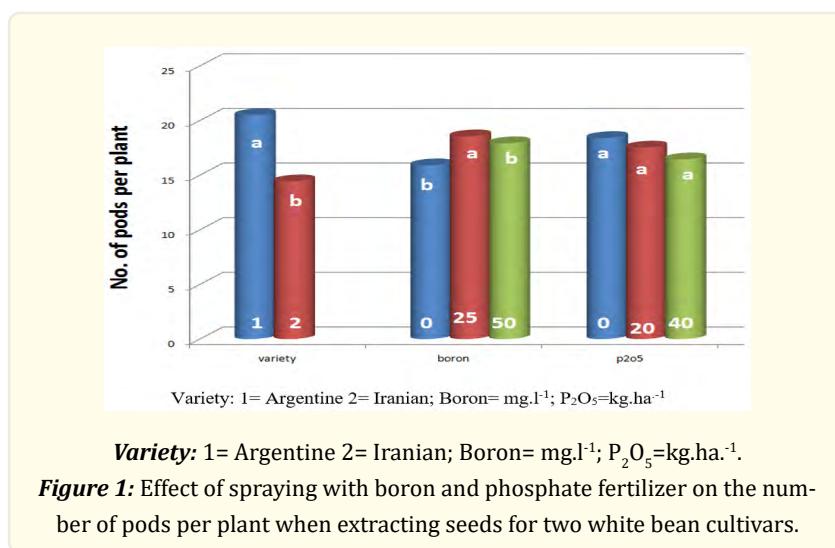 25
20
15
10
5
0
No. of pods per plant
a
b
b
a
b
a
a
a
1
2
0
25
50
0
20
40
variety
boron
p2o5
Variety: 1= Argentine 2= Iranian; Boron= mg.l⁻¹; P₂O₅=kg.ha⁻¹
Variety: 1= Argentine 2= Iranian; Boron= mg.l⁻¹; P₂O₅=kg.ha.⁻¹.
Figure 1: Effect of spraying with boron and phosphate fertilizer on the num-
ber of pods per plant when extracting seeds for two white bean cultivars.